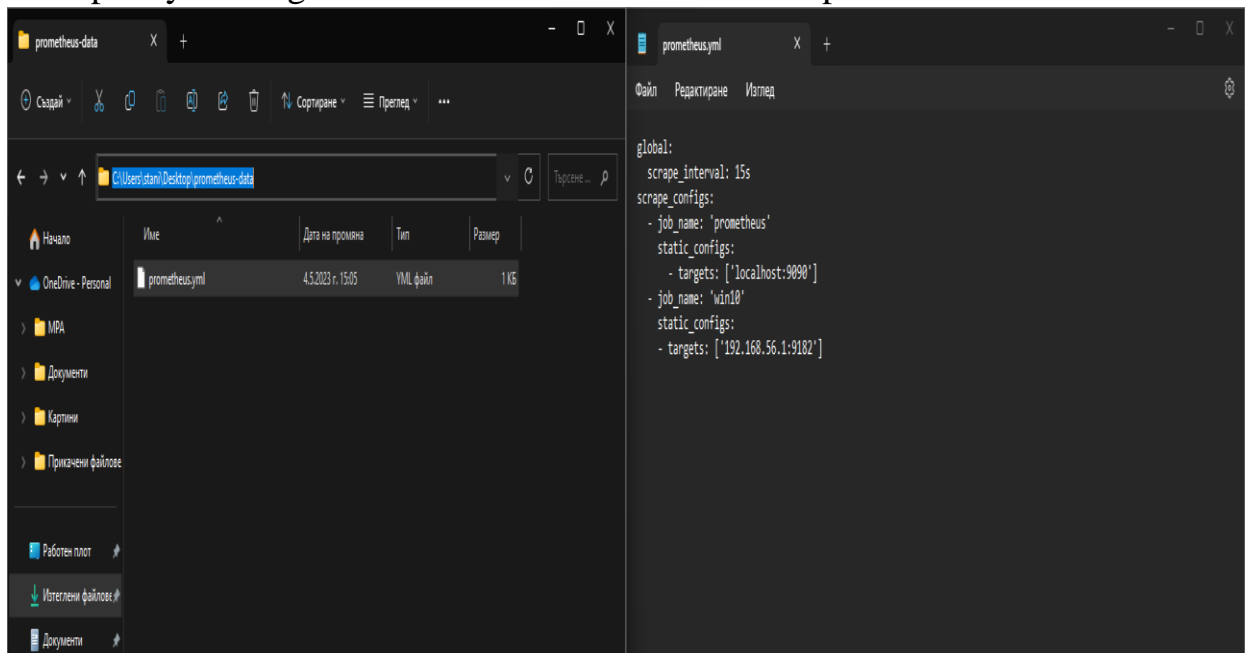 prometheus-data
Създай
Сортиране
Преглед
C:\Users\stani\Desktop\prometheus-data
Търсене ...
Име
Дата на промяна
Тип
Размер
prometheus.yml
4.5.2023 г. 15:05
YML файл
1 КБ
Начало
OneDrive - Personal
MPA
Документи
Картини
Прикачени файлове
Работен плот
Изтеглени файлове
Документи
prometheus.yml
Файл Редактиране Изглед
global:
  scrape_interval: 15s
scrape_configs:
  - job_name: 'prometheus'
    static_configs:
      - targets: ['localhost:9090']
  - job_name: 'win10'
    static_configs:
    - targets: ['192.168.56.1:9182']